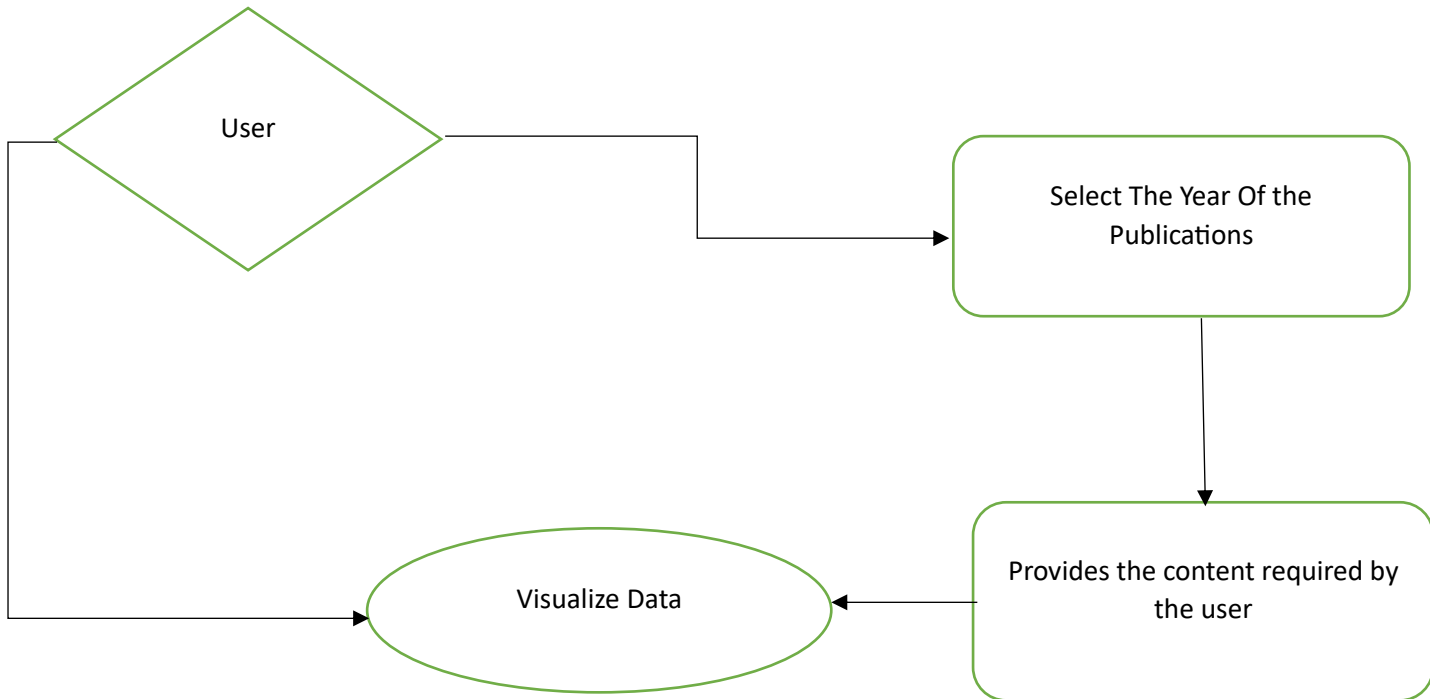 User
Select The Year Of the
Publications
Provides the content required by
the user
Visualize Data